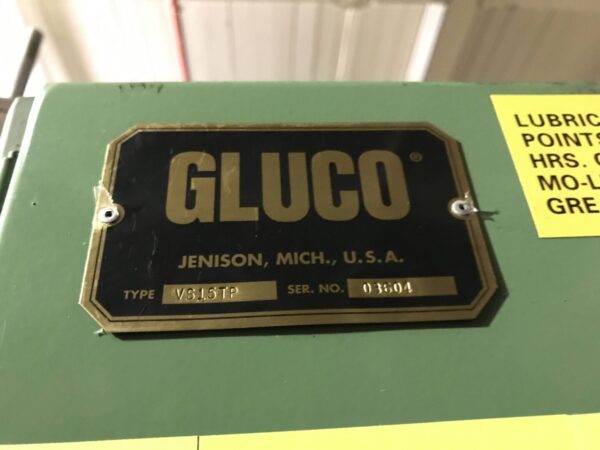 GLUCO®
JENISON, MICH., U.S.A.
TYPE VS15TP SER. NO. 03604
LUBRIC
POINTS
HRS. O
MO-L
GRE